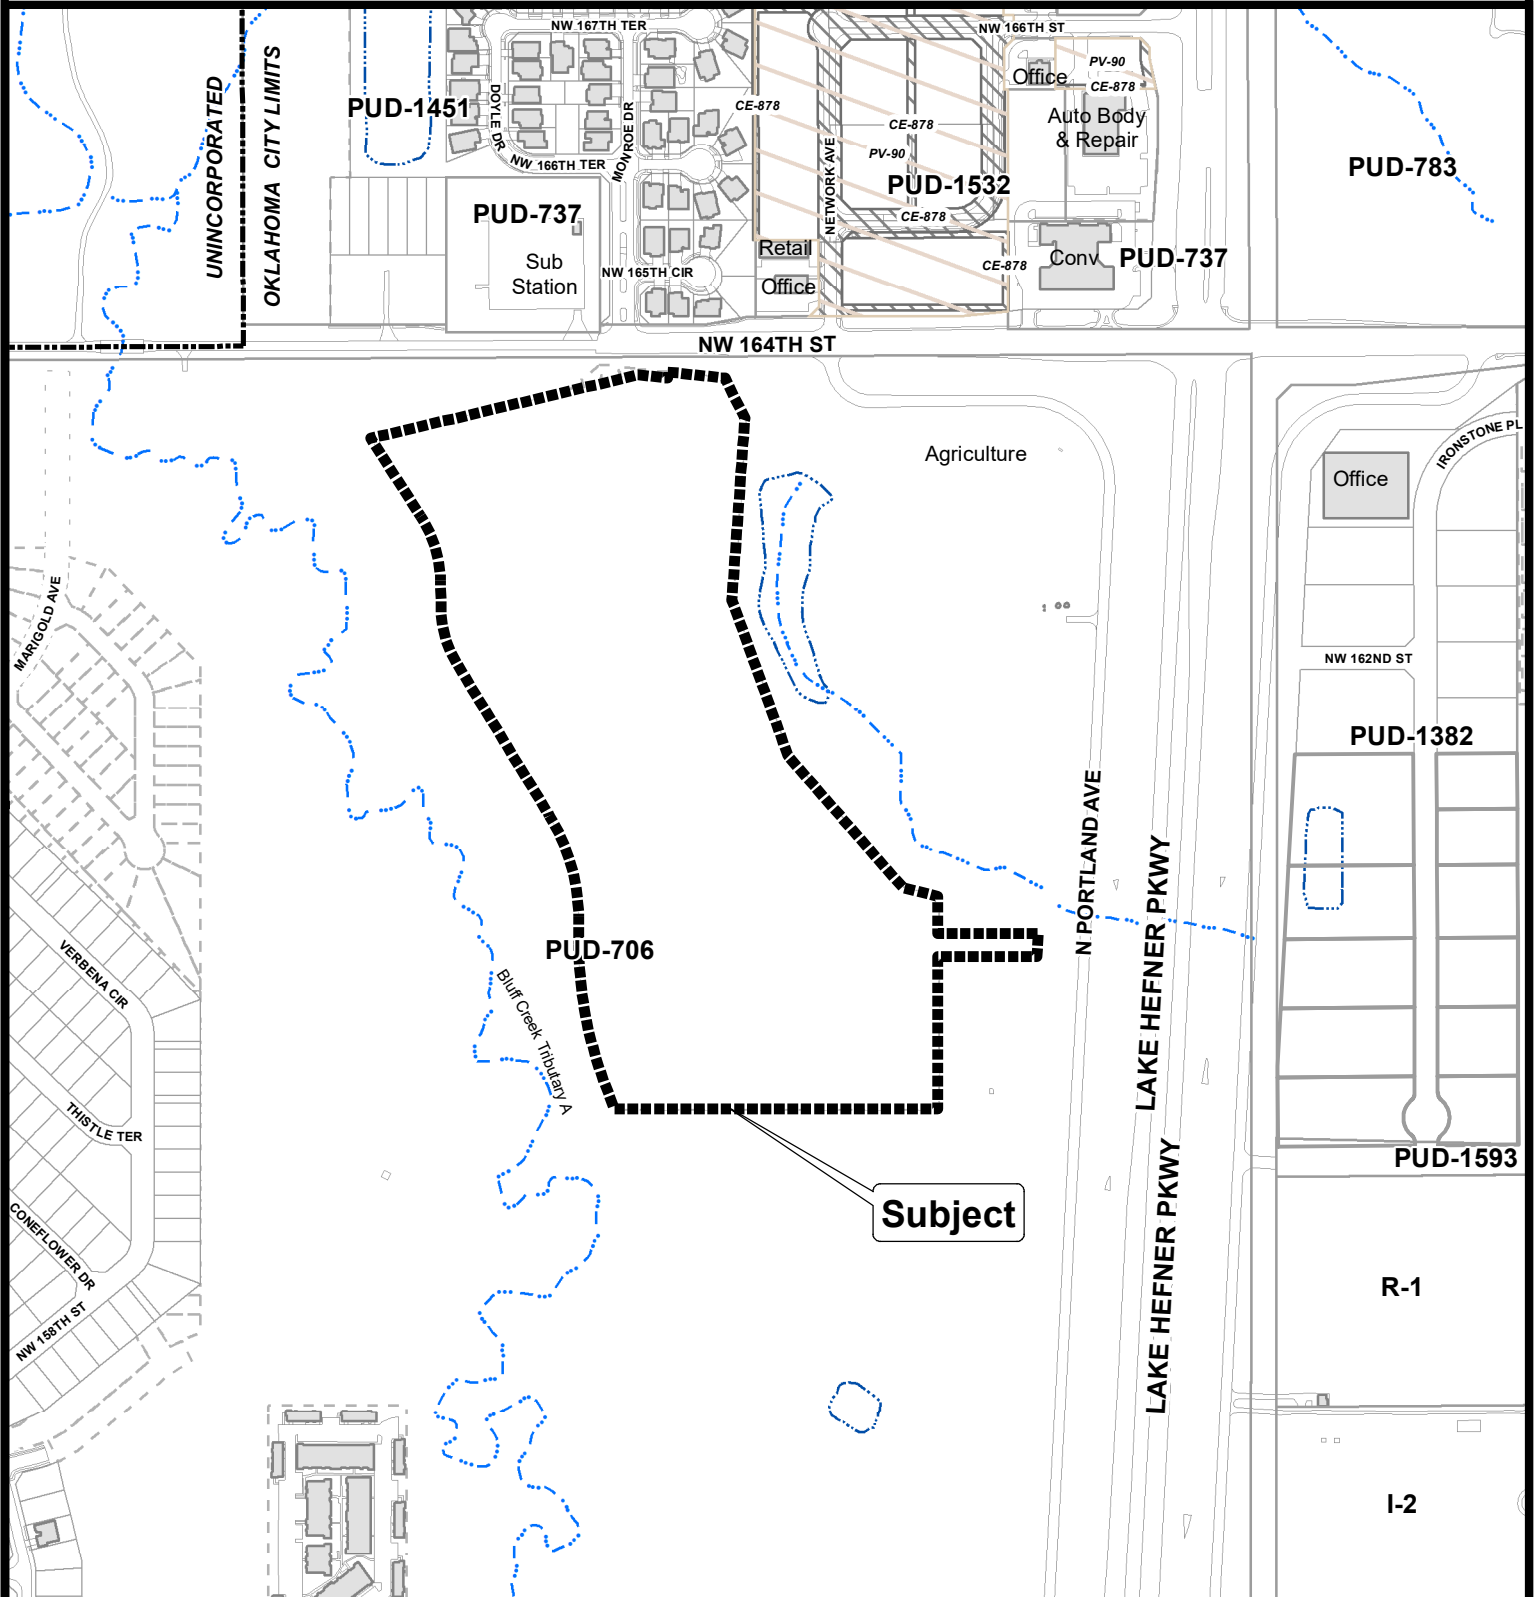 NW 167TH TER
NW 166TH ST
UNINCORPORATED
OKLAHOMA CITY LIMITS
PUD-1451
DOYLE DR
MONROE DR
NW 166TH TER
CE-878
NETWORK AVE
CE-878
PV-90
PUD-1532
CE-878
Office
PV-90
CE-878
Auto Body
& Repair
PUD-783
PUD-737
Sub
Station
NW 165TH CIR
Retail
Office
CE-878
Conv
PUD-737
NW 164TH ST
Agriculture
IRONSTONE PL
Office
MARIGOLD AVE
NW 162ND ST
PUD-1382
N PORTLAND AVE
LAKE HEFNER PKWY
PUD-706
VERBENA CIR
Bluff Creek Tributary A
THISTLE TER
PUD-1593
LAKE HEFNER PKWY
Subject
CONEFLOWER DR
R-1
NW 158TH ST
I-2